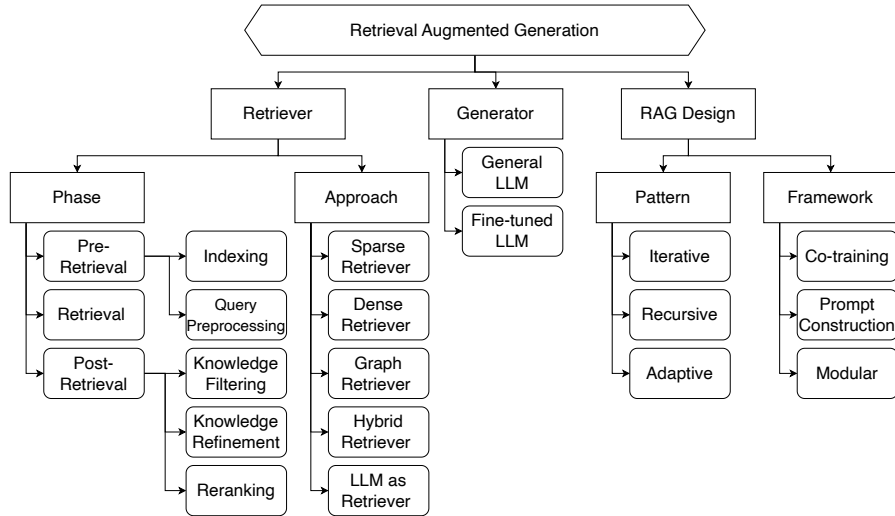 Retrieval Augmented Generation
Retriever
Generator
RAG Design
Phase
Approach
General
LLM
Fine-tuned
LLM
Pattern
Framework
Pre-
Retrieval
Indexing
Query
Preprocessing
Retrieval
Post-
Retrieval
Knowledge
Filtering
Knowledge
Refinement
Reranking
Sparse
Retriever
Dense
Retriever
Graph
Retriever
Hybrid
Retriever
LLM as
Retriever
Iterative
Recursive
Adaptive
Co-training
Prompt
Construction
Modular